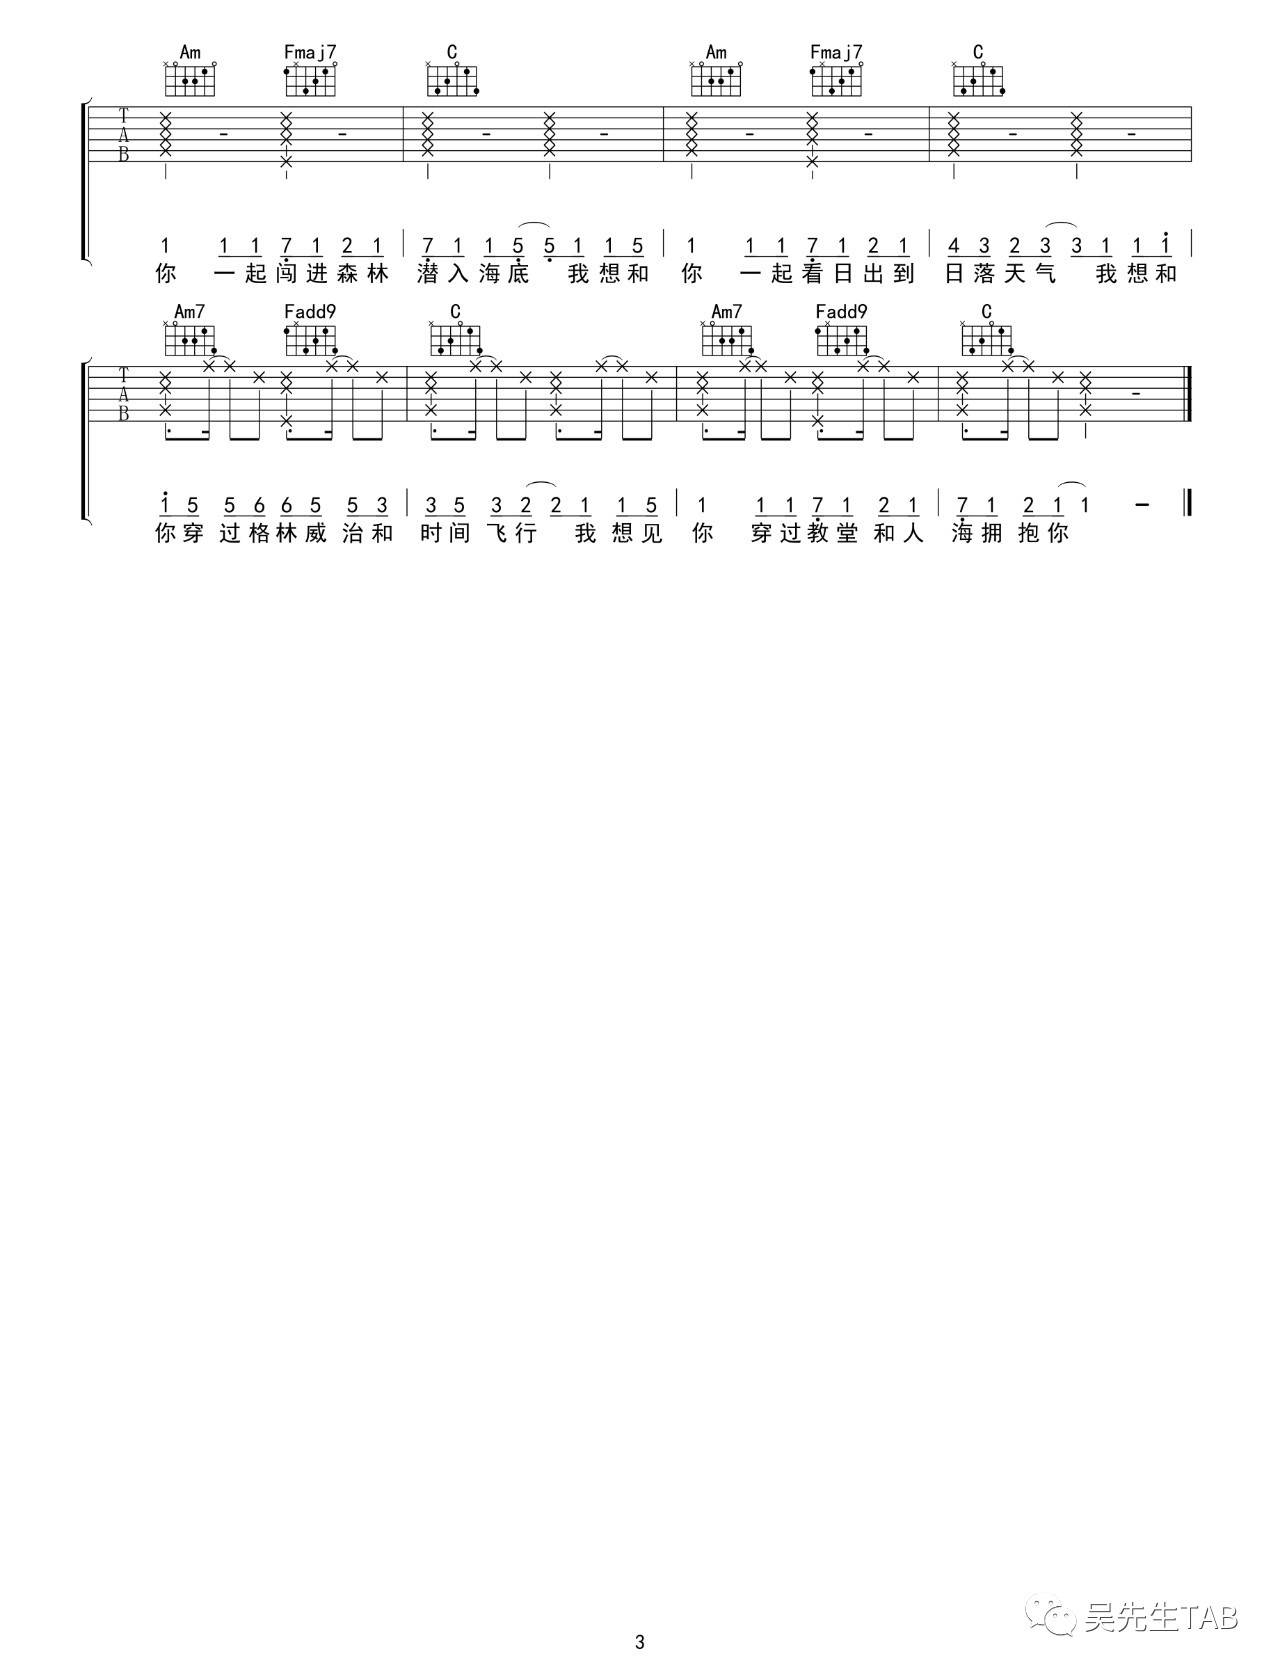 Am Fmaj7 C Am Fmaj7 C
T
A
B
1 1 1 7 1 2 1 7 1 1 5 5 1 1 5 1 1 1 7 1 2 1 4 3 2 3 3 1 1 1
你 一起闯进森林 潜入海底 我想和 你 一起看日出到 日落天气 我想和
Am7 Fadd9 C Am7 Fadd9 C
T
A
B
1 5 5 6 6 5 5 3 3 5 3 2 2 1 1 5 1 1 1 7 1 2 1 7 1 2 1 1 –
你穿 过格林威 治和 时间 飞行 我 想见 你 穿过教堂 和人 海拥 抱你
吴先生TAB
3